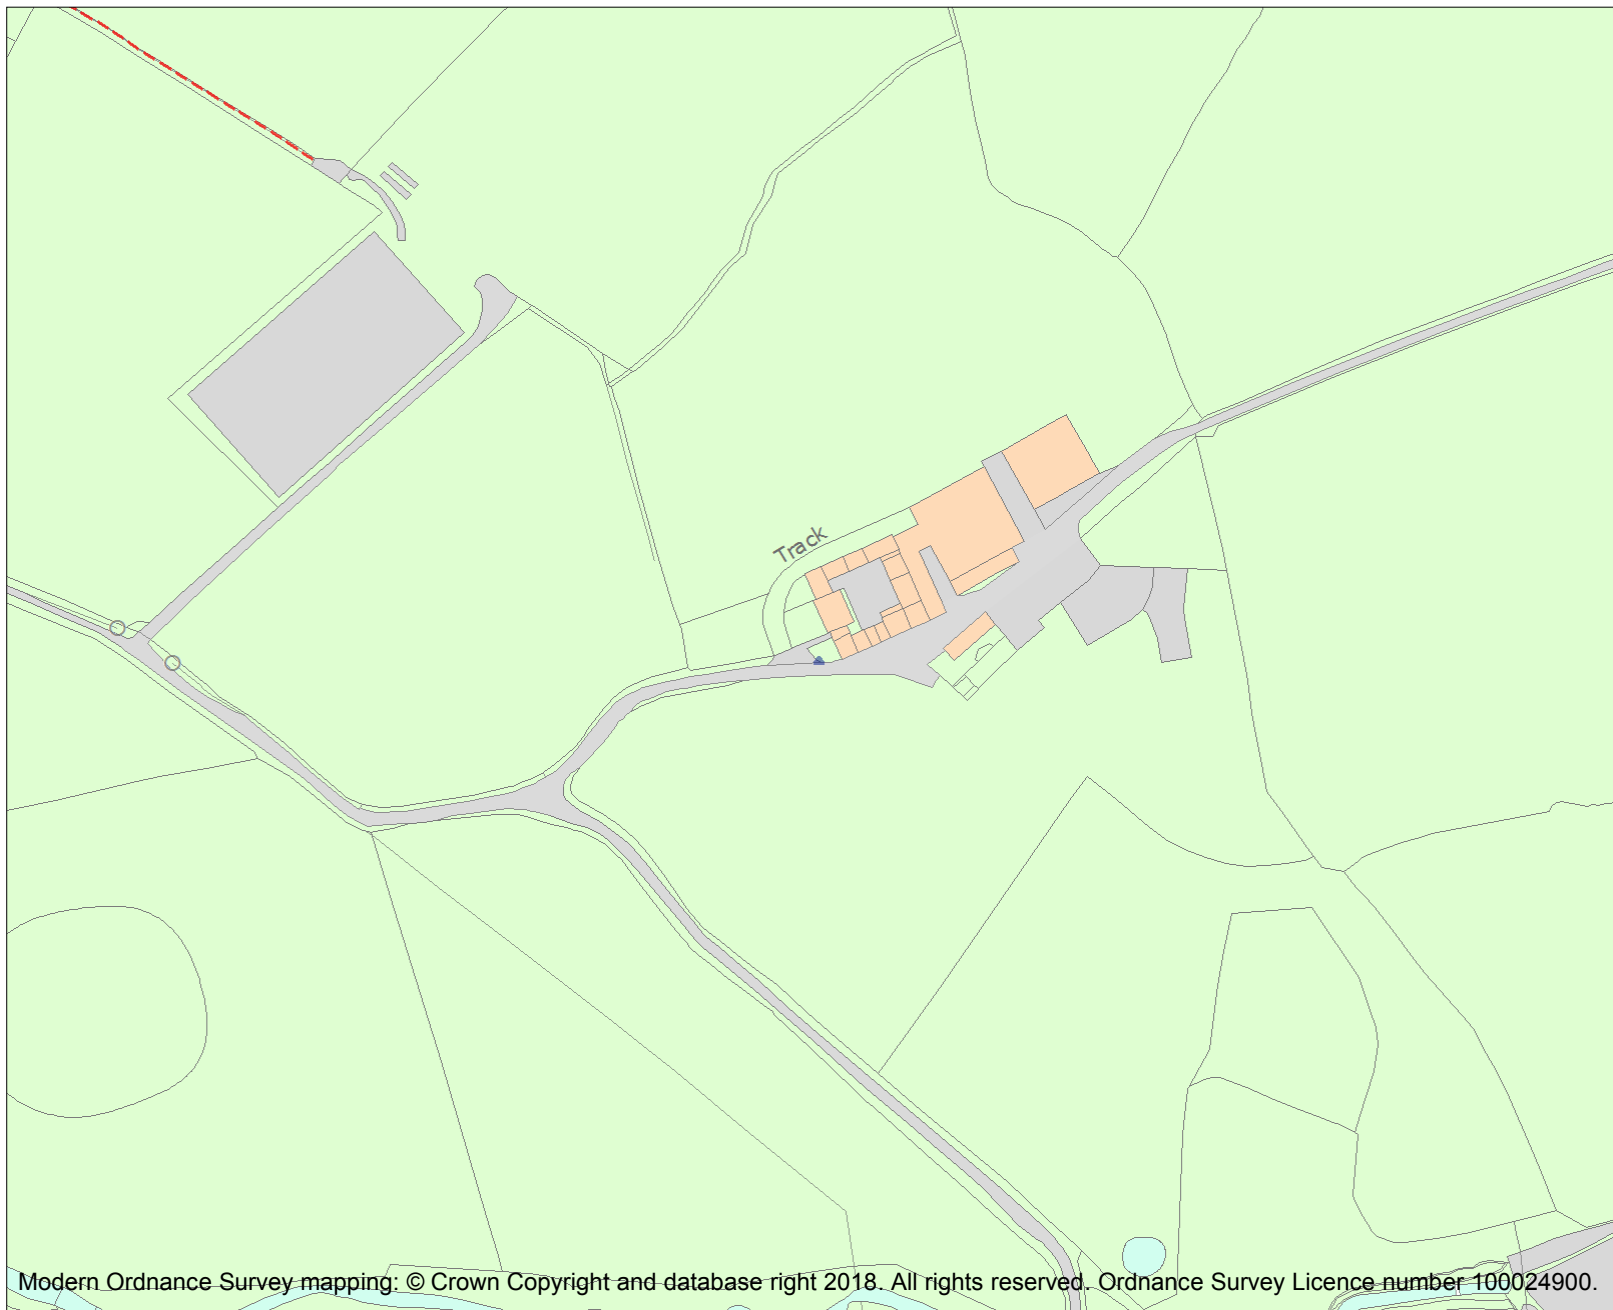 Track
Modern Ordnance Survey mapping: © Crown Copyright and database right 2018. All rights reserved. Ordnance Survey Licence number 100024900.